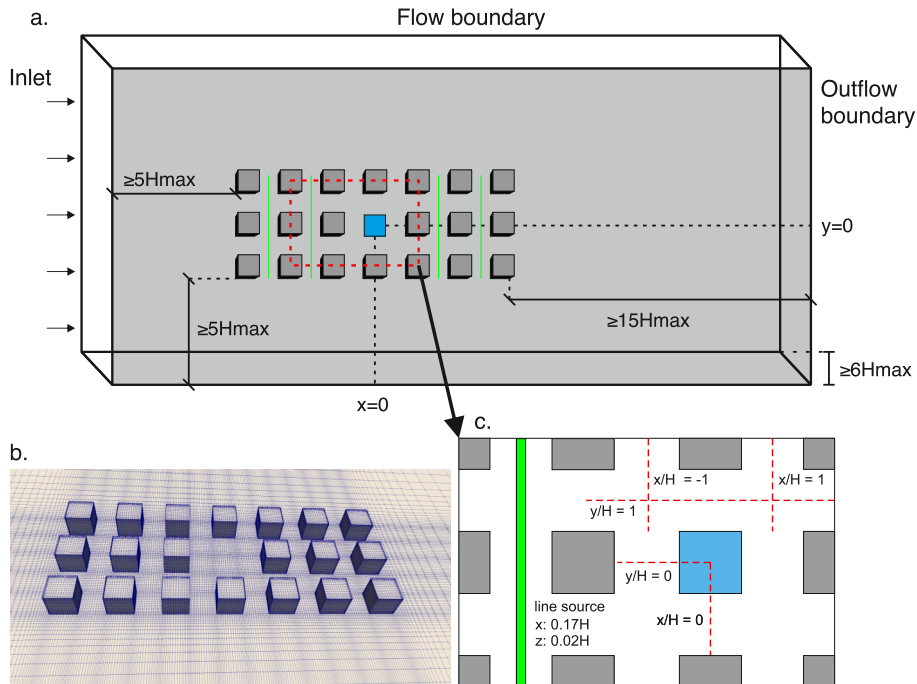 a.
Flow boundary
Inlet
Outflow
boundary
≥5Hmax
y=0
≥5Hmax
≥15Hmax
≥6Hmax
x=0
c.
b.
x/H = -1
x/H = 1
y/H = 1
y/H = 0
line source
x: 0.17H
z: 0.02H
x/H = 0